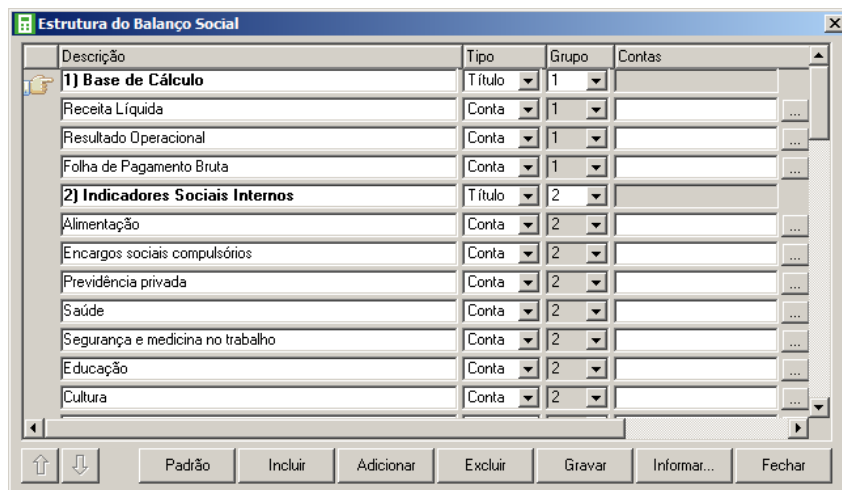 Estrutura do Balanço Social
Descrição Tipo Grupo Contas
1) Base de Cálculo Título 1
Receita Líquida Conta 1 ...
Resultado Operacional Conta 1 ...
Folha de Pagamento Bruta Conta 1 ...
2) Indicadores Sociais Internos Título 2
Alimentação Conta 2 ...
Encargos sociais compulsórios Conta 2 ...
Previdência privada Conta 2 ...
Saúde Conta 2 ...
Segurança e medicina no trabalho Conta 2 ...
Educação Conta 2 ...
Cultura Conta 2 ...
Padrão Incluir Adicionar Excluir Gravar Informar... Fechar